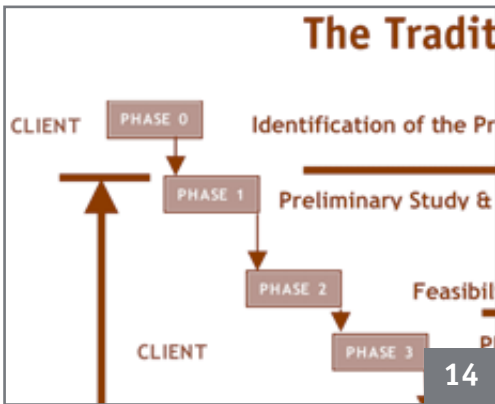 The Tradit
CLIENT PHASE 0 Identification of the Pr
PHASE 1 Preliminary Study &
PHASE 2 Feasibil
CLIENT PHASE 3
14